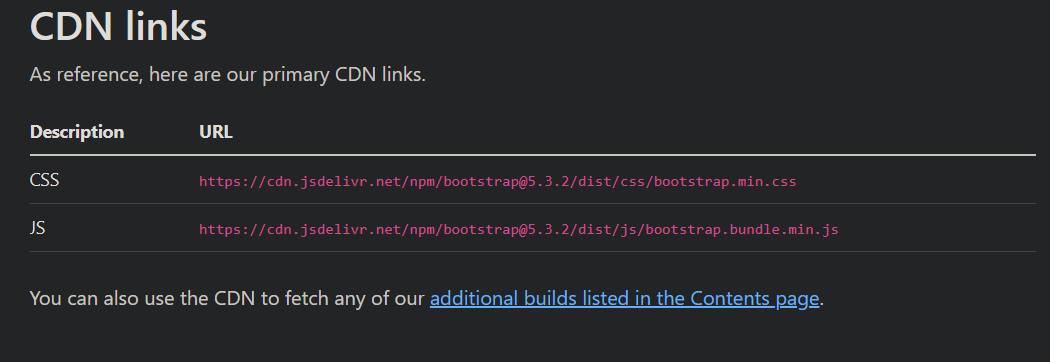 CDN links
As reference, here are our primary CDN links.
Description URL
CSS https://cdn.jsdelivr.net/npm/bootstrap@5.3.2/dist/css/bootstrap.min.css
JS https://cdn.jsdelivr.net/npm/bootstrap@5.3.2/dist/js/bootstrap.bundle.min.js
You can also use the CDN to fetch any of our additional builds listed in the Contents page.